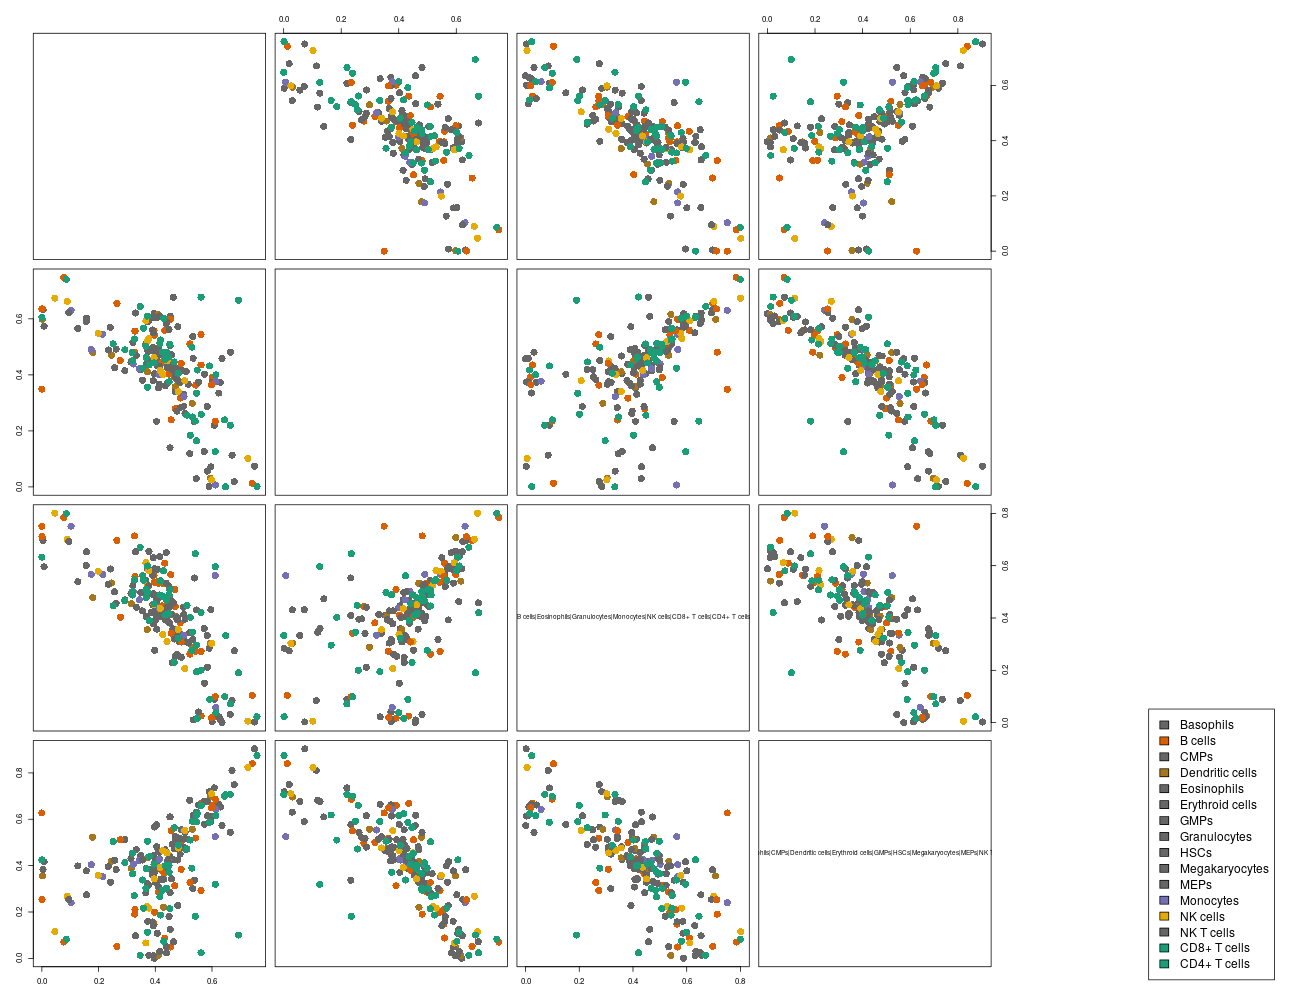 0.0 0.2 0.4 0.6
0.0 0.2 0.4 0.6 0.8
0.0 0.2 0.4 0.6
0.0 0.2 0.4 0.6
B cells|Eosinophils|Granulocytes|Monocytes|NK cells|CD8+ T cells|CD4+ T cells
0.0 0.2 0.4 0.6 0.8
hils|CMPs|Dendritic cells|Erythroid cells|GMPs|HSCs|Megakaryocytes|MEPs|NK T
0.0 0.2 0.4 0.6 0.8
0.0 0.2 0.4 0.6
0.0 0.2 0.4 0.6 0.8
Basophils
B cells
CMPs
Dendritic cells
Eosinophils
Erythroid cells
GMPs
Granulocytes
HSCs
Megakaryocytes
MEPs
Monocytes
NK cells
NK T cells
CD8+ T cells
CD4+ T cells